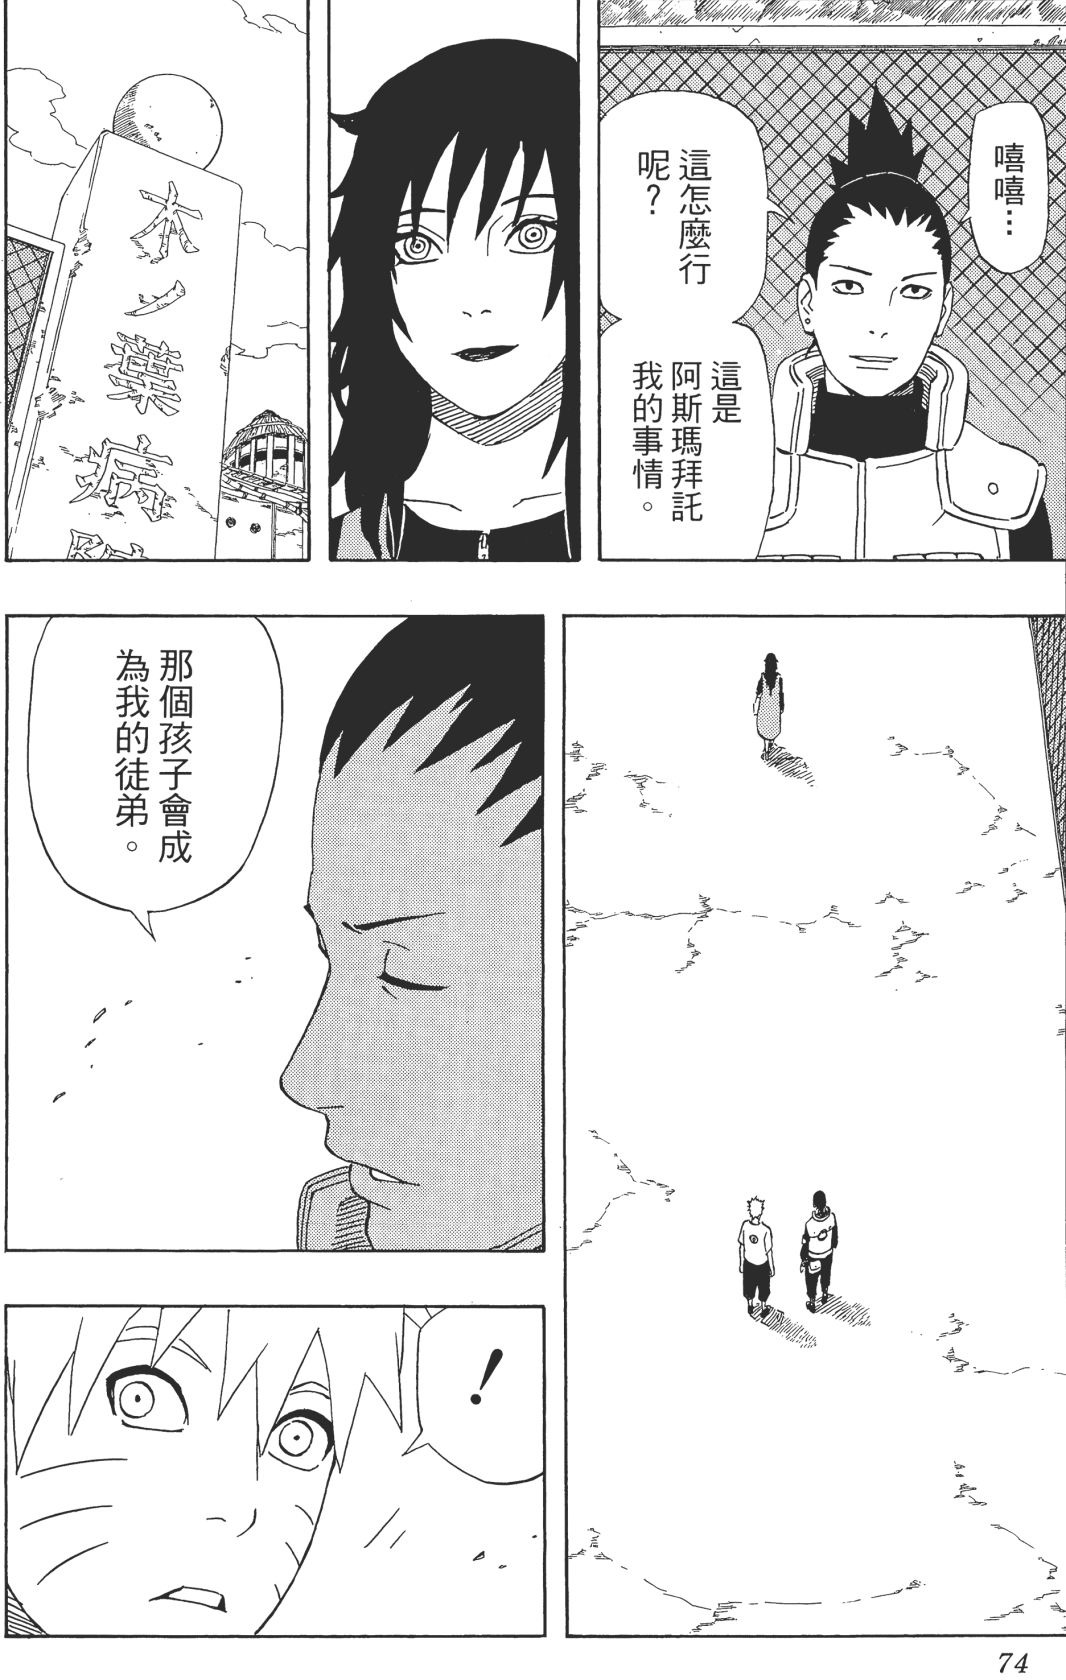 嘻嘻…
這怎麼行
呢？
這是
阿斯瑪拜託
我的事情。
木ノ葉病
那個孩子會成
為我的徒弟。
！
74